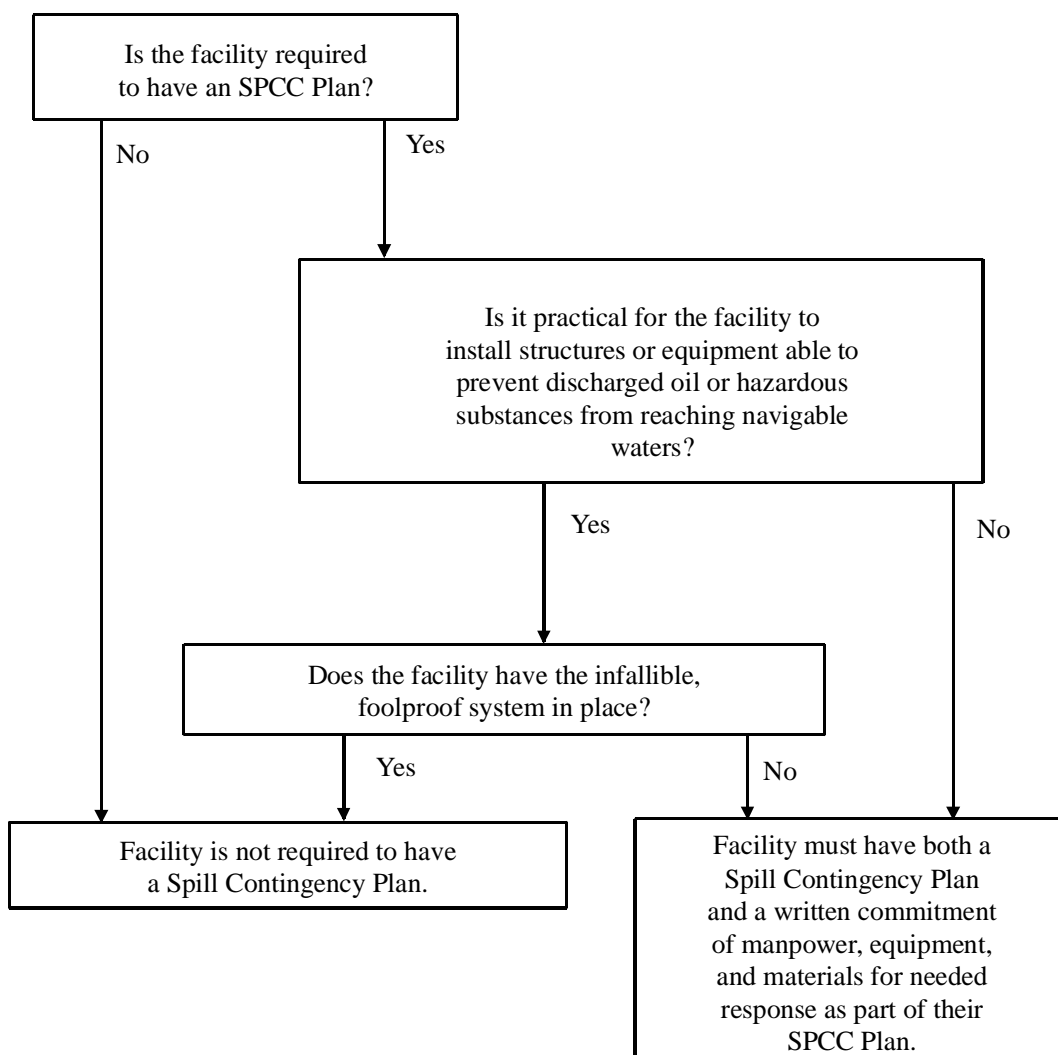 Is the facility required
to have an SPCC Plan?
No
Yes
Is it practical for the facility to
install structures or equipment able to
prevent discharged oil or hazardous
substances from reaching navigable
waters?
Yes
No
Does the facility have the infallible,
foolproof system in place?
Yes
No
Facility is not required to have
a Spill Contingency Plan.
Facility must have both a
Spill Contingency Plan
and a written commitment
of manpower, equipment,
and materials for needed
response as part of their
SPCC Plan.